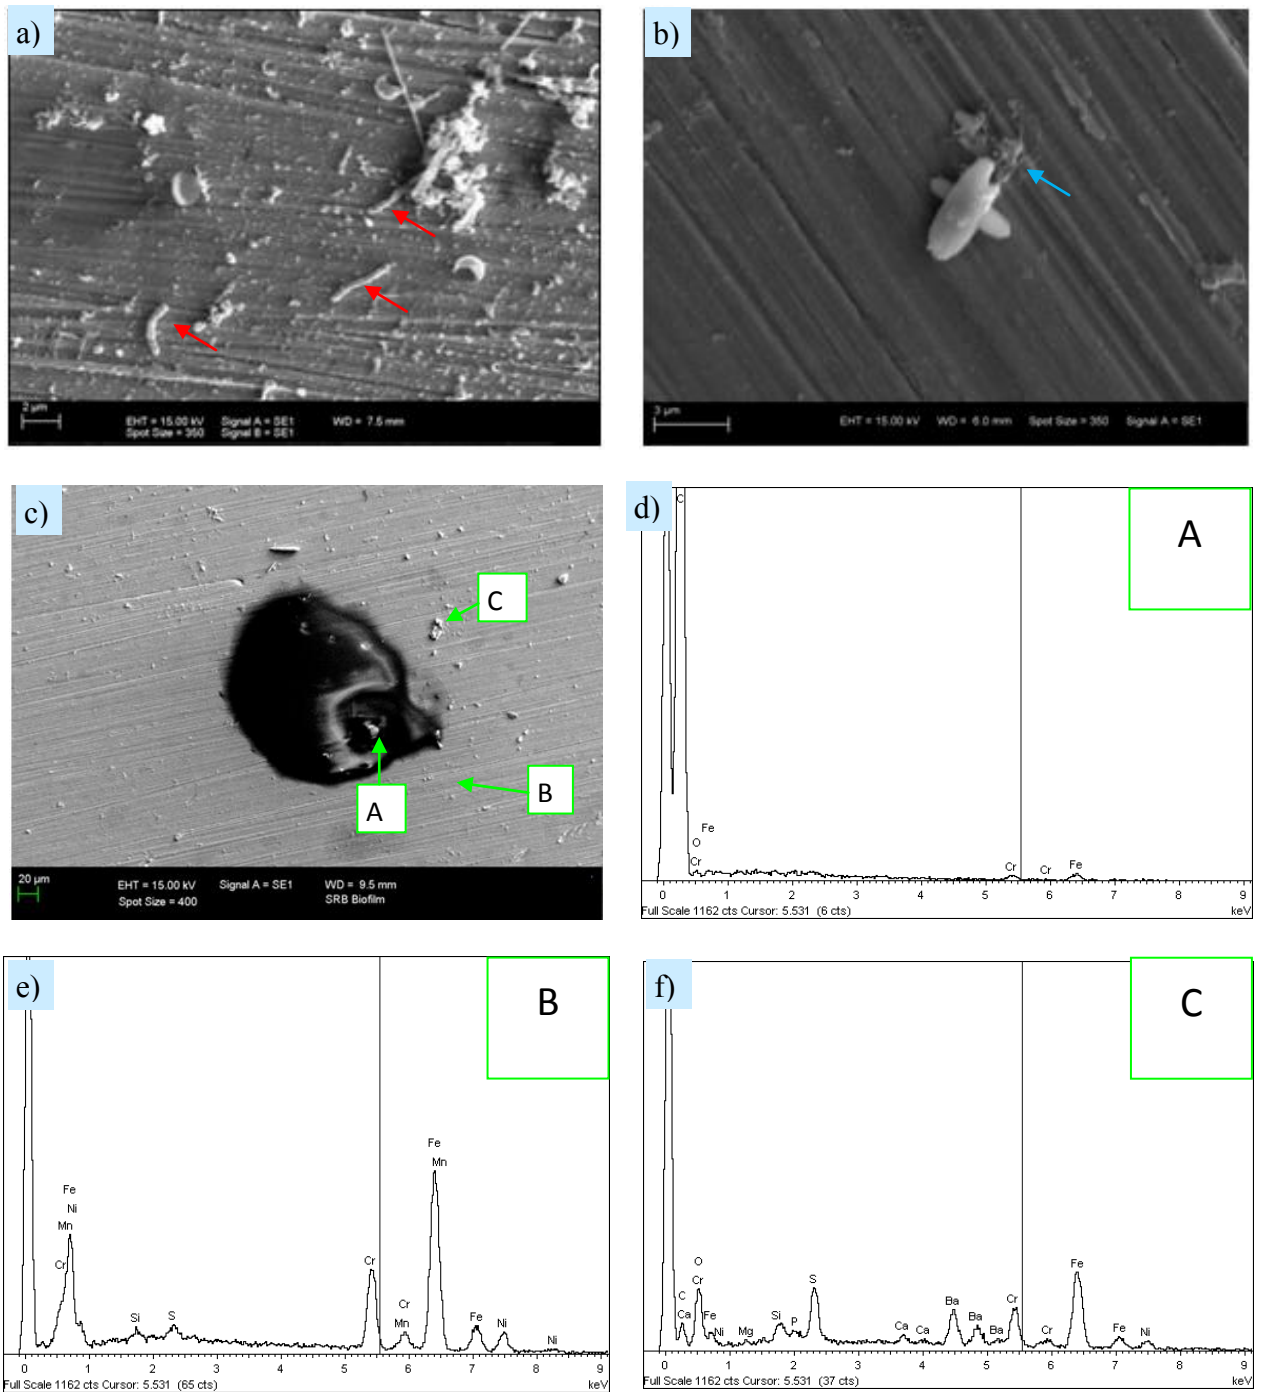 a)
2 µm
EHT = 15.00 kV Signal A = SE1 WD = 7.5 mm
Spot Size = 350 Signal B = SE1
b)
3 µm
EHT = 15.00 kV WD = 6.0 mm Spot Size = 350 Signal A = SE1
c)
C
B
A
20 µm
EHT = 15.00 kV Signal A = SE1 WD = 9.5 mm
Spot Size = 400 SRB Biofilm
d)
A
C
Fe
O
Cr
Cr
Cr
Fe
0 1 2 3 4 5 6 7 8 9
Full Scale 1162 cts Cursor: 5.531 (6 cts) keV
e)
B
Fe
Mn
Fe
Ni
Mn
Cr
Cr
Cr
Mn
Si
S
Fe
Ni
Ni
0 1 2 3 4 5 6 7 8 9
Full Scale 1162 cts Cursor: 5.531 (65 cts) keV
f)
C
O
Cr
C
Ca
Fe
Ni
Mg
Si
P
S
Ca
Ca
Ba
Ba
Ba
Cr
Cr
Fe
Fe
Ni
0 1 2 3 4 5 6 7 8 9
Full Scale 1162 cts Cursor: 5.531 (37 cts) keV